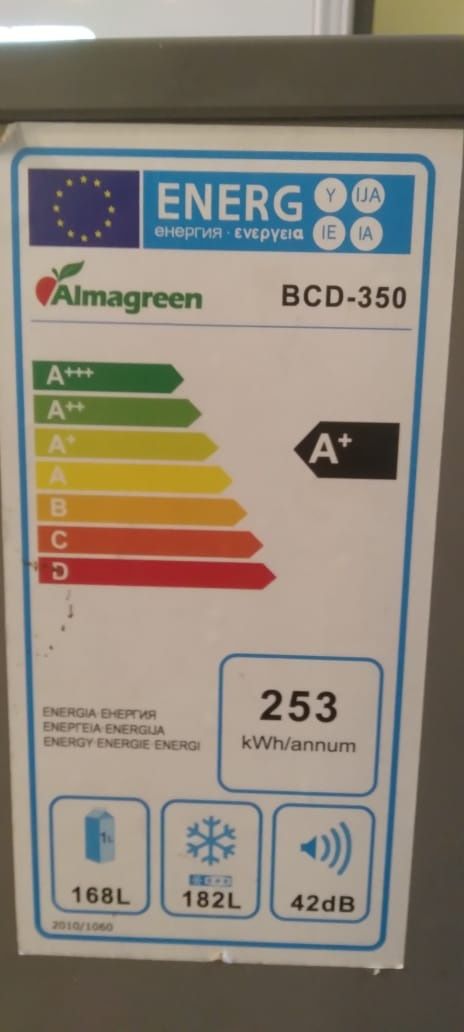 ENERG Y IJA
енергия · ενεργεια IE IA
Almagreen BCD-350
A+++
A++
A+
A+
A
B
C
D
253
kWh/annum
ENERGIA·ЕНЕРГИЯ
ΕΝΕΡΓΕΙΑ·ENERGIJA
ENERGY·ENERGIE·ENERGI
1L
168L
182L
42dB
2010/1060